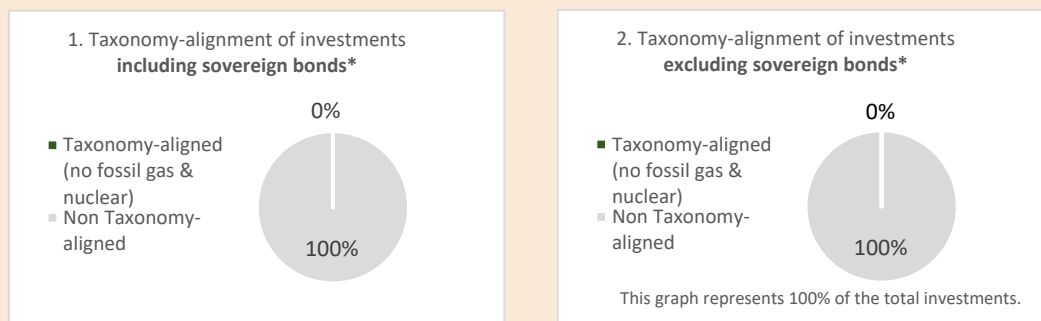 1. Taxonomy-alignment of investments
including sovereign bonds*
0%
Taxonomy-aligned
(no fossil gas &
nuclear)
Non Taxonomy-
aligned
100%
2. Taxonomy-alignment of investments
excluding sovereign bonds*
0%
Taxonomy-aligned
(no fossil gas &
nuclear)
Non Taxonomy-
aligned
100%
This graph represents 100% of the total investments.